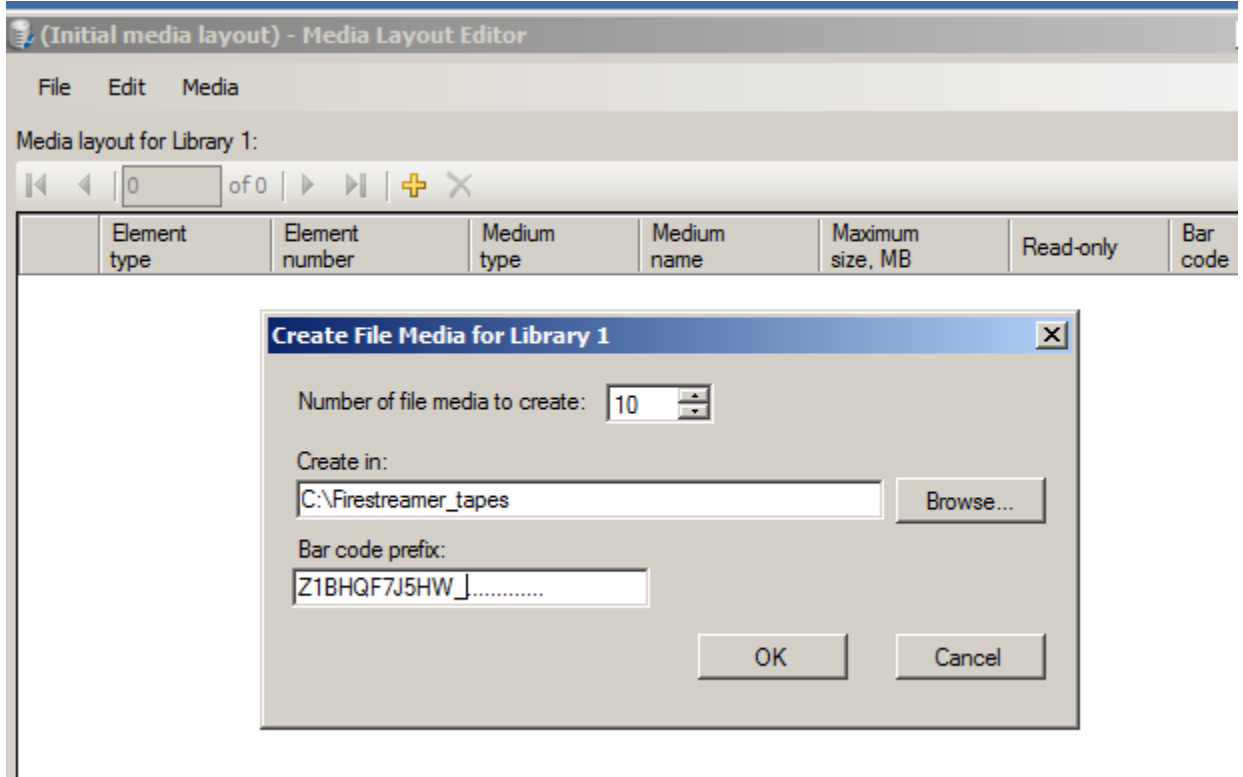 (Initial media layout) - Media Layout Editor
File Edit Media
Media layout for Library 1:
0 of 0
Element type Element number Medium type Medium name Maximum size, MB Read-only Bar code
Create File Media for Library 1
Number of file media to create: 10
Create in:
C:\Firestreamer_tapes Browse...
Bar code prefix:
Z1BHQF7J5HW_.............
OK Cancel